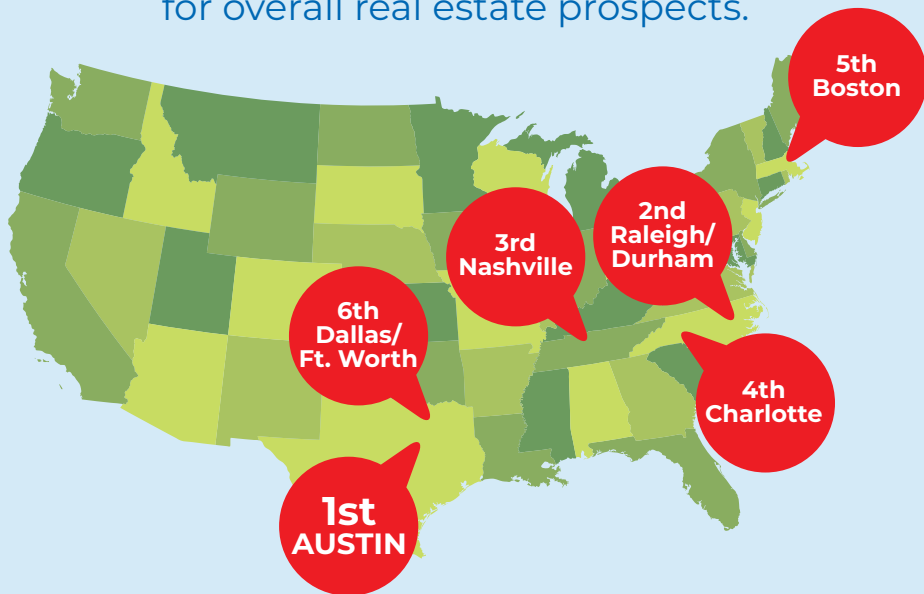 for overall real estate prospects.
5th
Boston
2nd
Raleigh/
Durham
3rd
Nashville
6th
Dallas/
Ft. Worth
4th
Charlotte
1st
AUSTIN